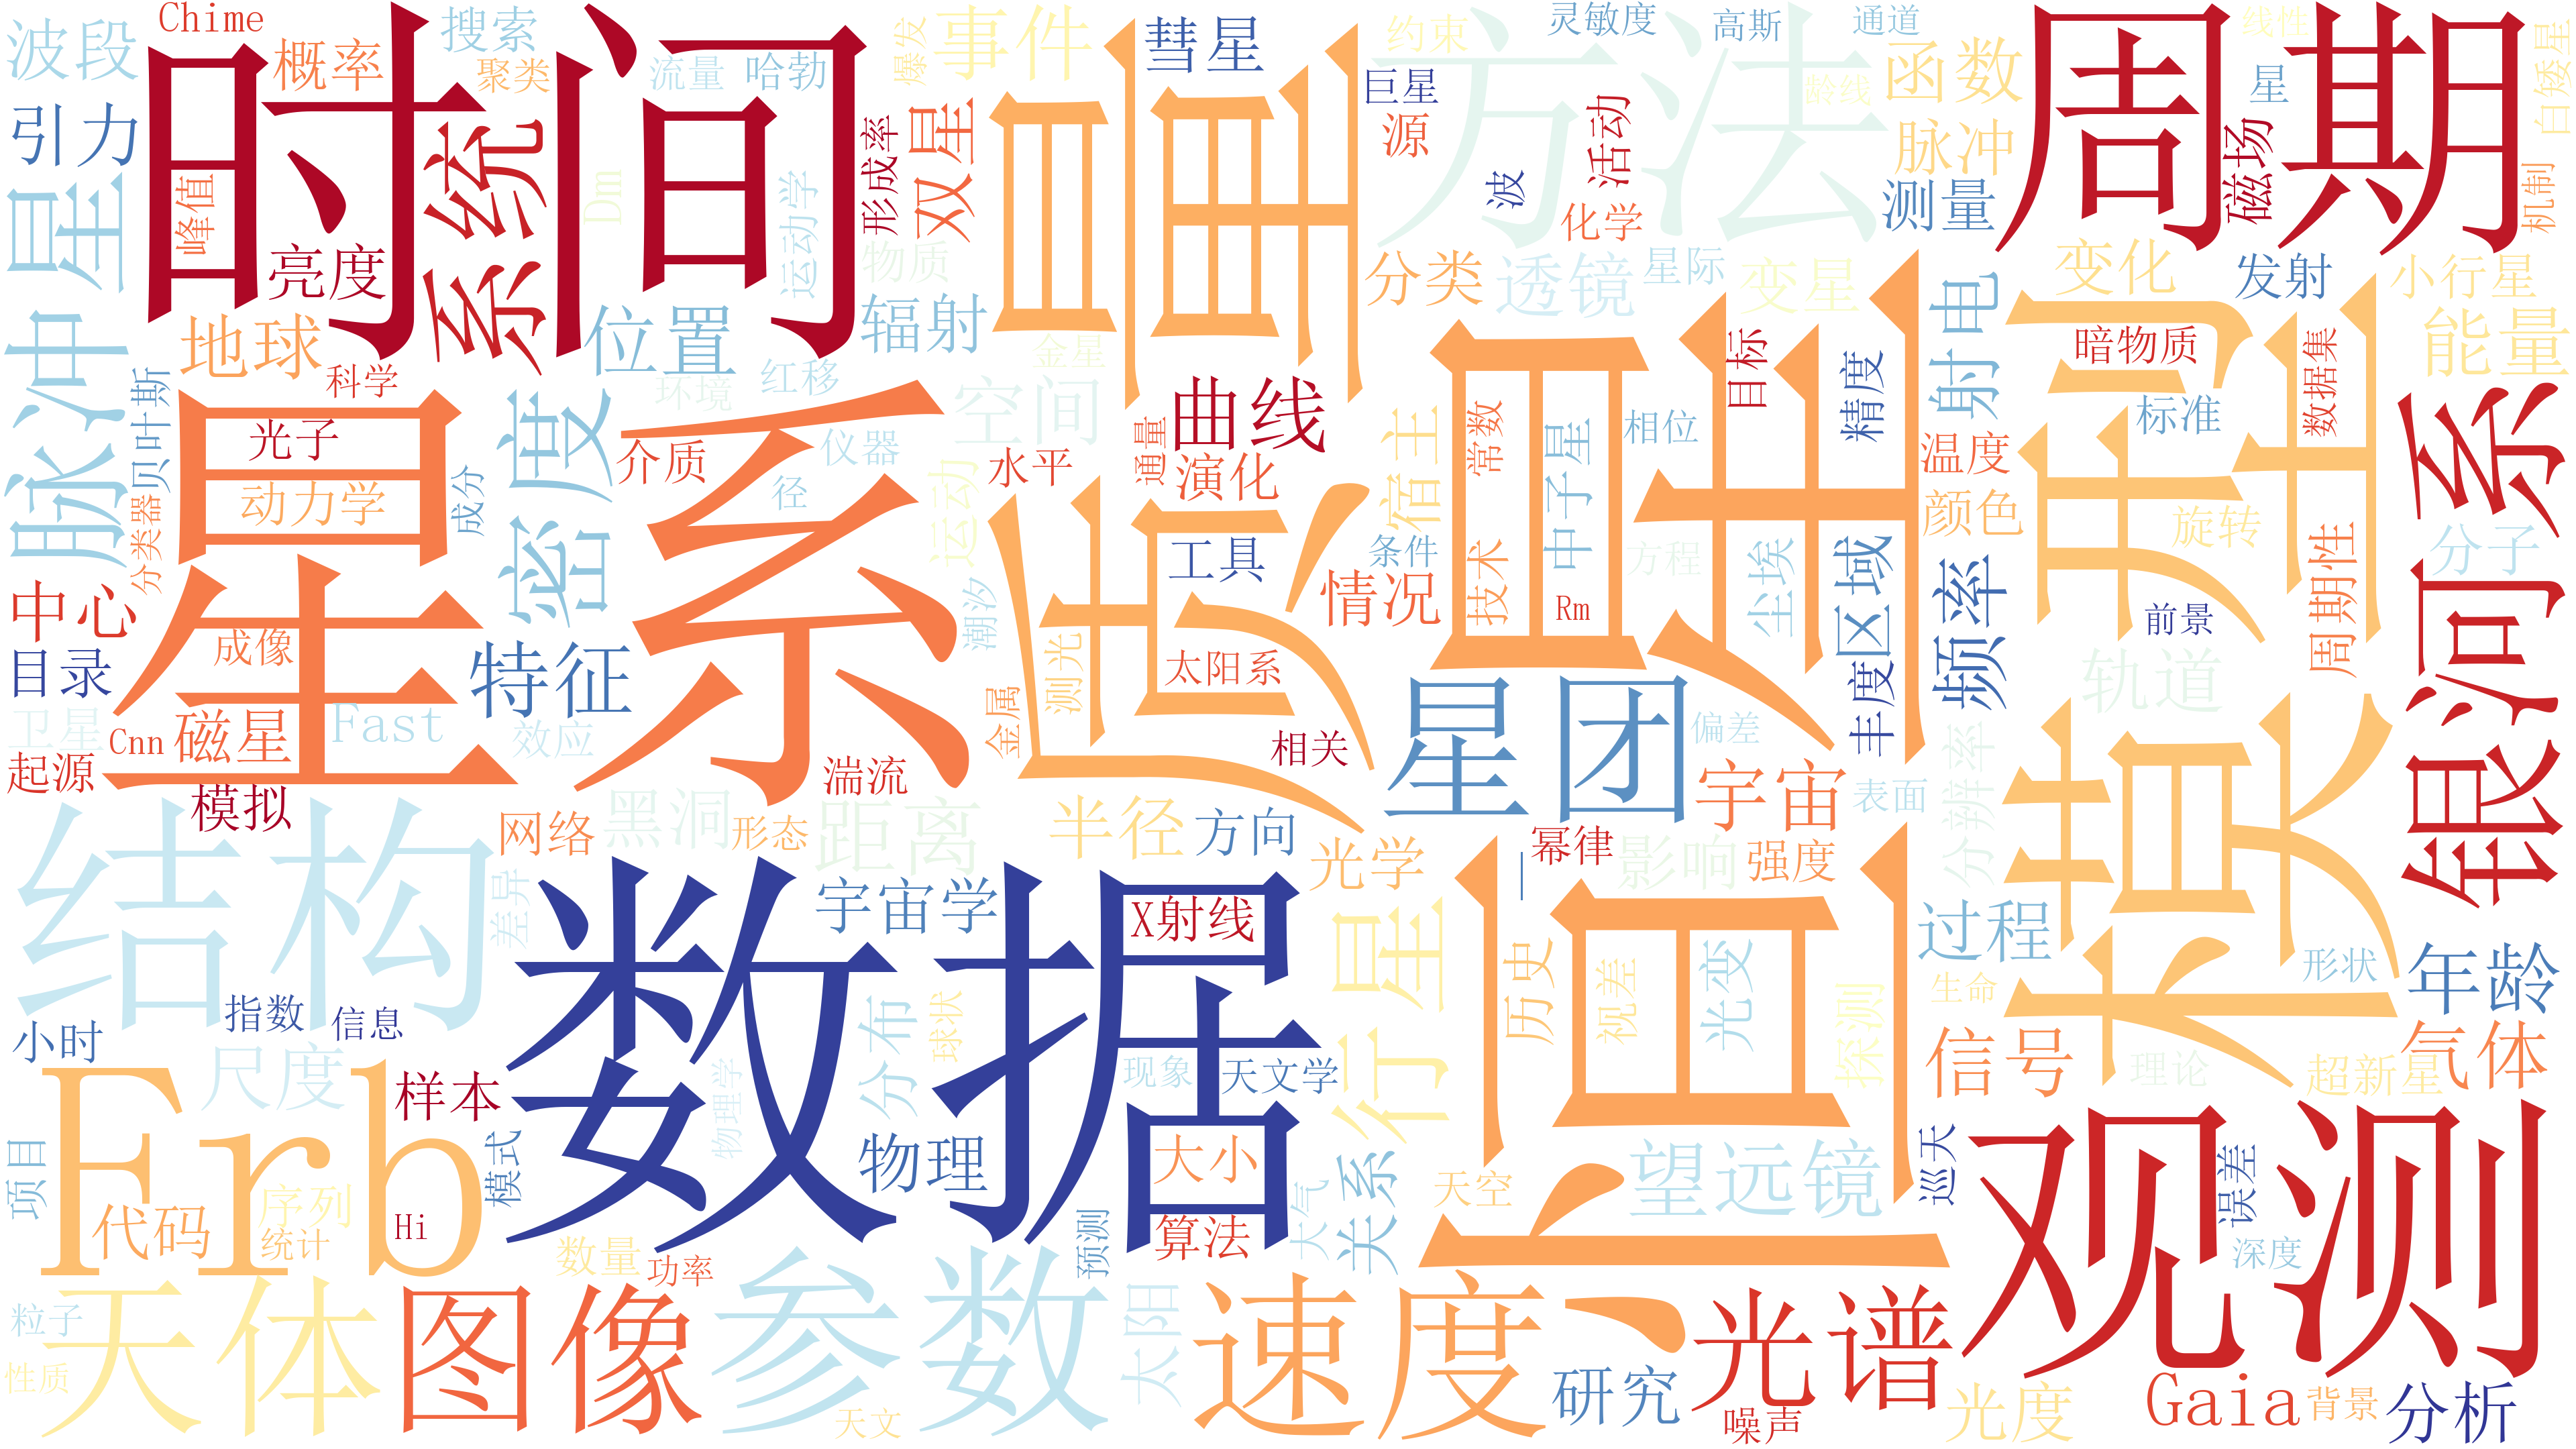 时间
星系
数据
周期
观测
方法
质量
恒星
模型
银河系
结构
Frb
参数
速度
图像
天体
光谱
星团
脉冲星
密度
行星
望远镜
Chime
波段
概率
搜索
聚类
流量
哈勃
爆发
事件
彗星
约束
巨星
源
灵敏度
高斯
通道
龄线
函数
脉冲
测量
线性
星
白矮星
磁场
机制
引力
峰值
亮度
系统
Dm
运动学
形成率
双星
物质
辐射
波
活动
化学
分类
透镜
星际
变星
变化
发射
小行星
能量
地球
科学
位置
红移
环境
金星
空间
曲线
目标
精度
射电
暗物质
标准
数据集
贝叶斯
光子
动力学
分类器
成分
介质
仪器
径
运动
水平
通量
演化
宿主
常数
中子星
相位
温度
颜色
旋转
分子
工具
条件
技术
方程
尘埃
区域
频率
周期性
中心
目录
成像
特征
潮汐
测光
太阳系
情况
Rm
前景
丰度
轨道
卫星
Cnn
磁星
Fast
效应
金属
相关
偏差
起源
模拟
网络
黑洞
形态
湍流
距离
半径
方向
宇宙
表面
分辨率
光学
幂律
影响
强度
差异
宇宙学
X射线
历史
视差
光变
探测
过程
生命
形状
年龄
小时
指数
信息
尺度
分布
球状
现象
天文学
信号
理论
超新星
气体
项目
代码
序列
统计
样本
Hi
模式
物理学
物理
大小
算法
预测
大气
关系
天空
巡天
误差
深度
粒子
性质
数量
功率
太阳
天文
研究
噪声
光度
Gaia
背景
分析